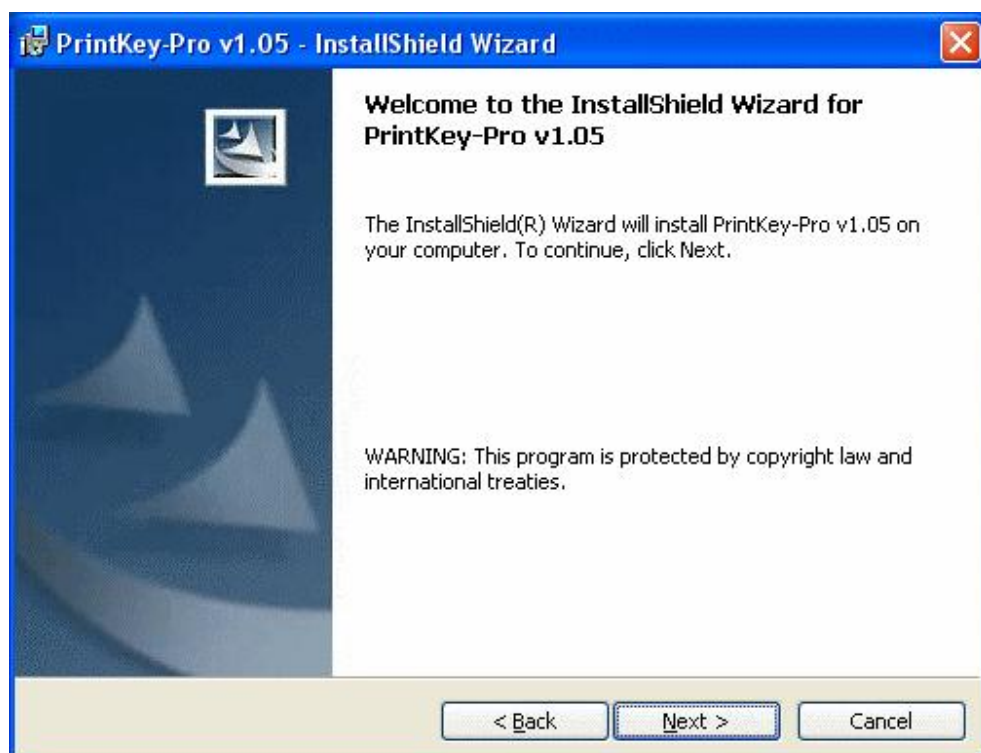 PrintKey-Pro v1.05 - InstallShield Wizard
Welcome to the InstallShield Wizard for
PrintKey-Pro v1.05
The InstallShield(R) Wizard will install PrintKey-Pro v1.05 on
your computer. To continue, click Next.
WARNING: This program is protected by copyright law and
international treaties.
< Back Next > Cancel